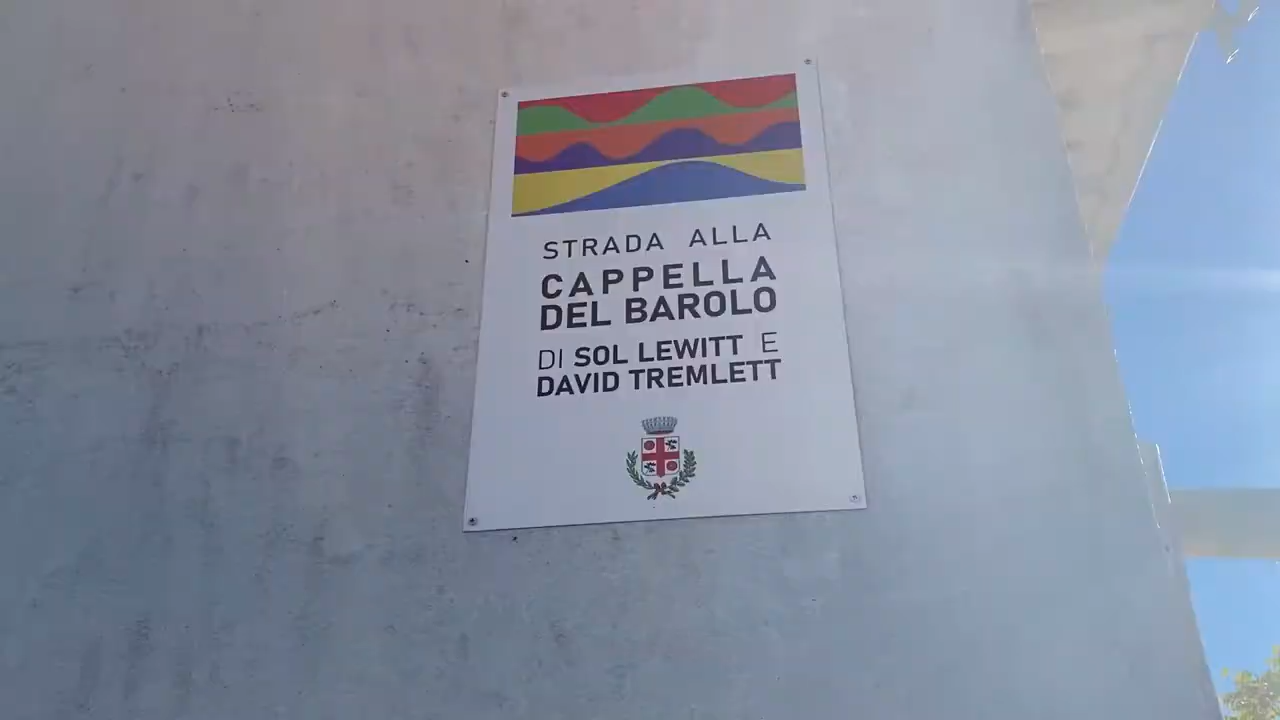 STRADA ALLA
CAPPELLA
DEL BAROLO
DI SOL LEWITT E
DAVID TREMLETT